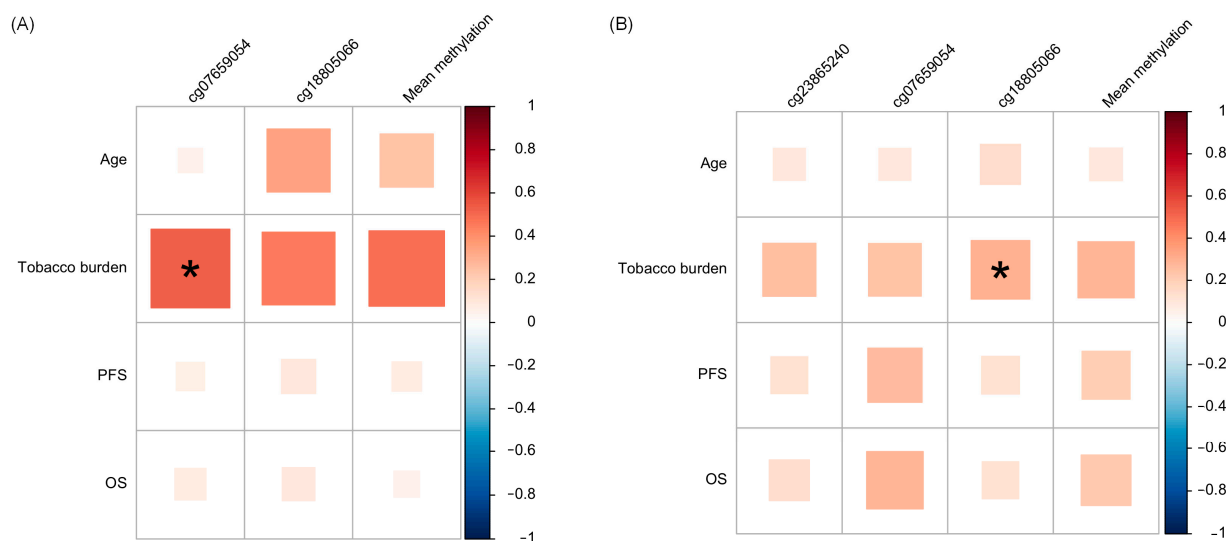 (A)
cg07659054
cg18805066
Mean methylation
Age
Tobacco burden
*
PFS
OS
1
0.8
0.6
0.4
0.2
0
−0.2
−0.4
−0.6
−0.8
−1
(B)
cg23865240
cg07659054
cg18805066
Mean methylation
Age
Tobacco burden
*
PFS
OS
1
0.8
0.6
0.4
0.2
0
−0.2
−0.4
−0.6
−0.8
−1